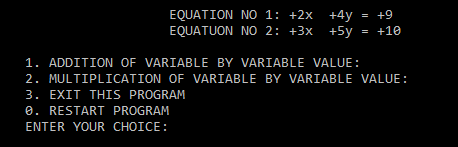 EQUATION NO 1: +2x  +4y = +9
EQUATUON NO 2: +3x  +5y = +10
1. ADDITION OF VARIABLE BY VARIABLE VALUE:
2. MULTIPLICATION OF VARIABLE BY VARIABLE VALUE:
3. EXIT THIS PROGRAM
0. RESTART PROGRAM
ENTER YOUR CHOICE: